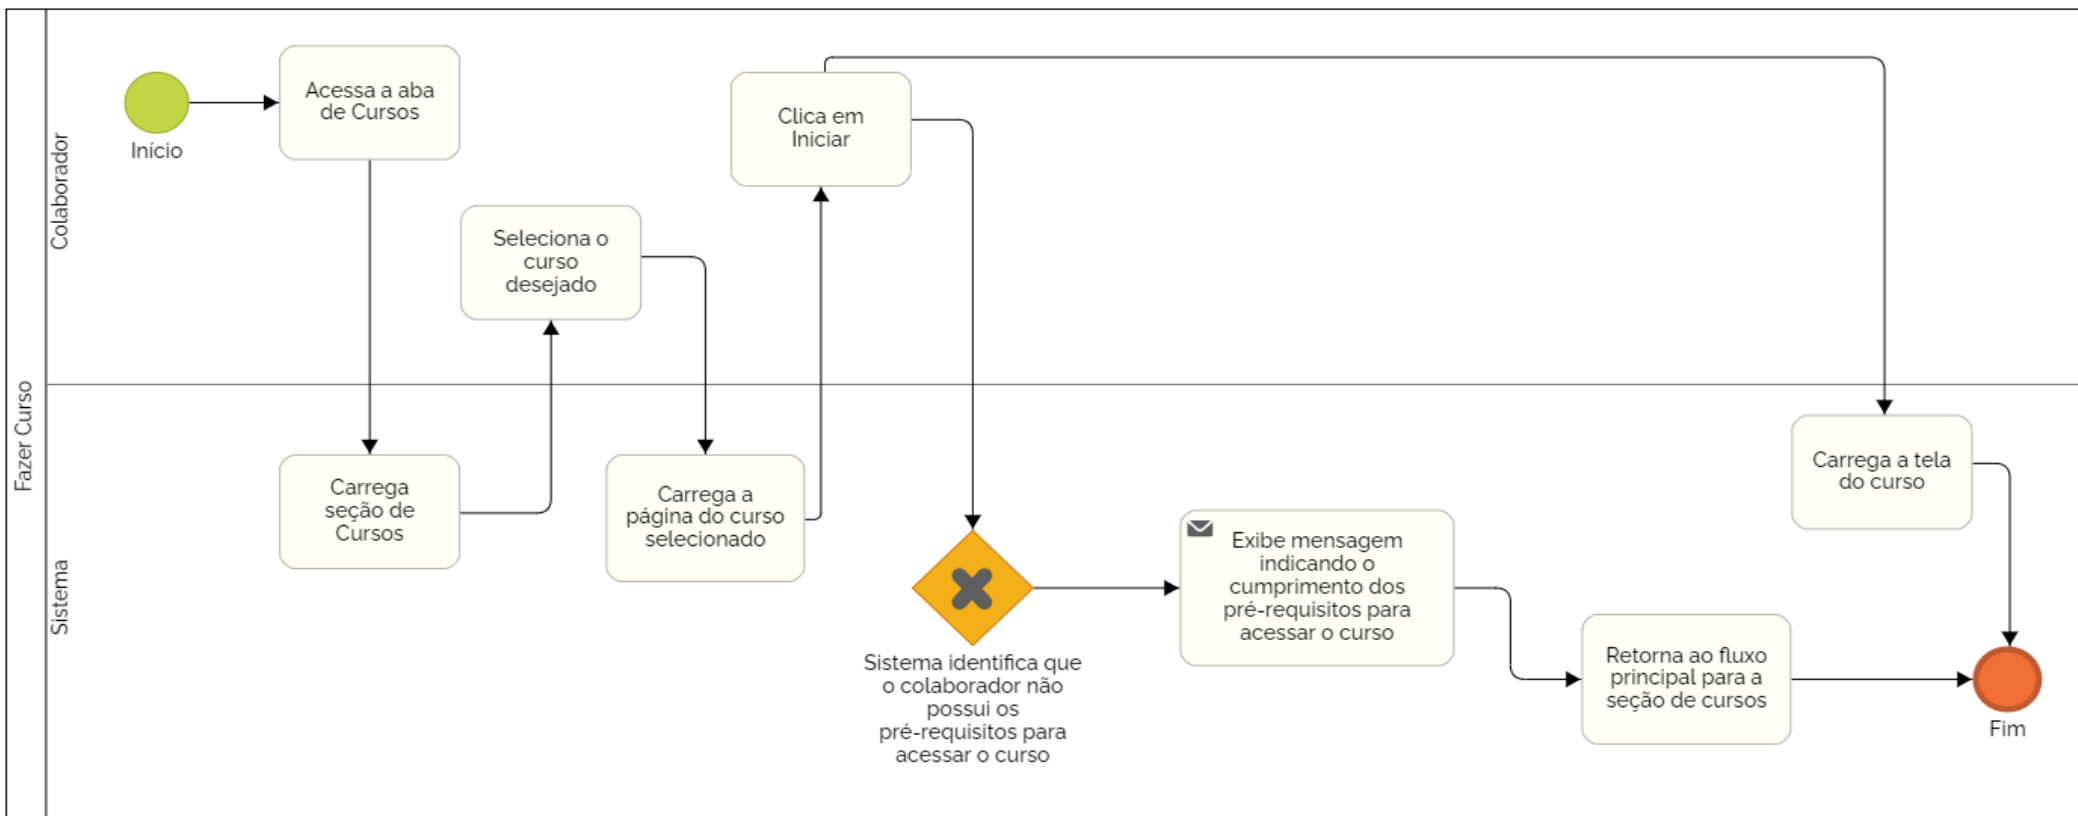 Fazer Curso
Colaborador
Início
Acessa a aba
de Cursos
Seleciona o
curso
desejado
Clica em
Iniciar
Sistema
Carrega
seção de
Cursos
Carrega a
página do curso
selecionado
Sistema identifica que
o colaborador não
possui os
pré-requisitos para
acessar o curso
Exibe mensagem
indicando o
cumprimento dos
pré-requisitos para
acessar o curso
Retorna ao fluxo
principal para a
seção de cursos
Carrega a tela
do curso
Fim